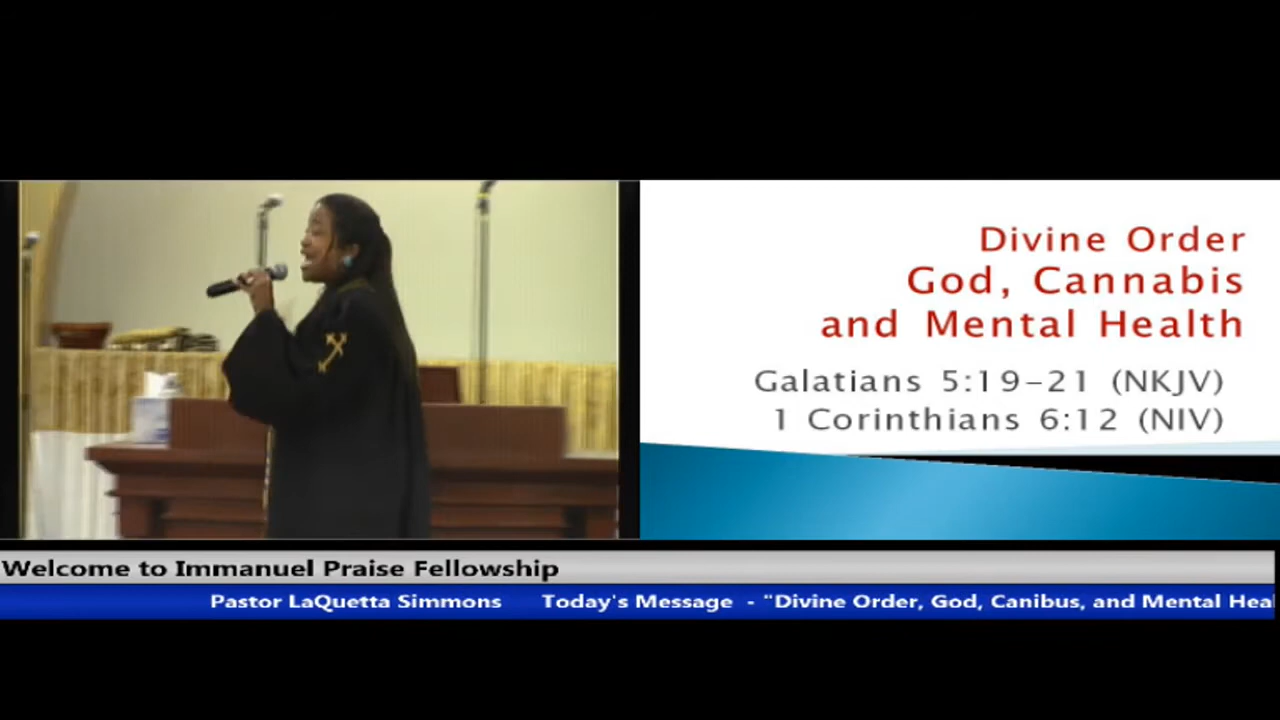 Divine Order
God, Cannabis
and Mental Health
Galatians 5:19-21 (NKJV)
1 Corinthians 6:12 (NIV)
Welcome to Immanuel Praise Fellowship
Pastor LaQuetta Simmons Today's Message - "Divine Order, God, Canibus, and Mental Heal